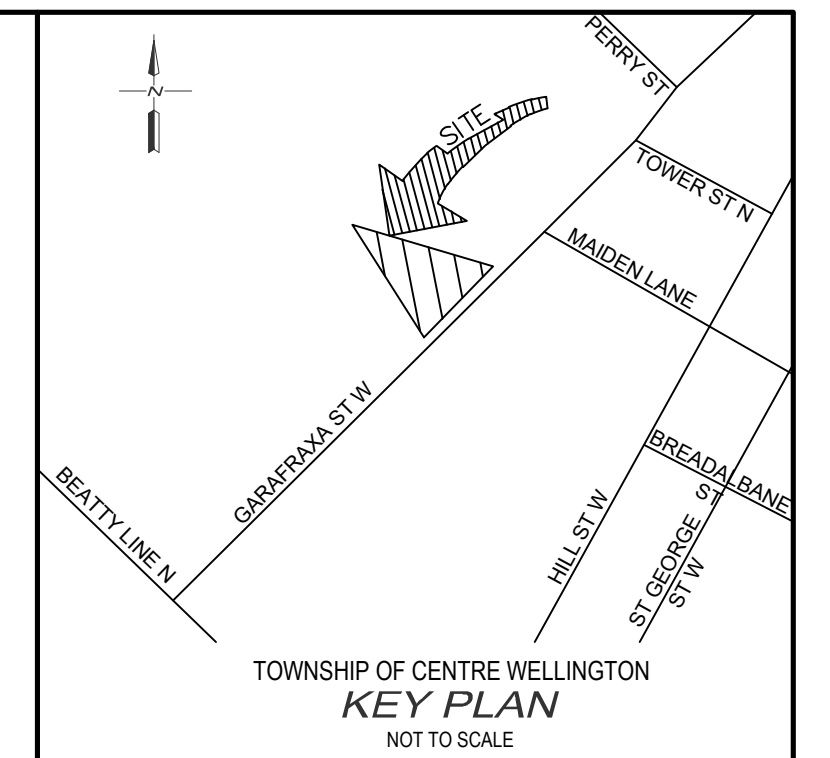 PERRY ST
N
SITE
TOWER ST N
MAIDEN LANE
GARAFRAXA ST W
BREADALBANE
ST
BEATTY LINE N
HILL ST W
ST GEORGE
ST W
TOWNSHIP OF CENTRE WELLINGTON
KEY PLAN
NOT TO SCALE